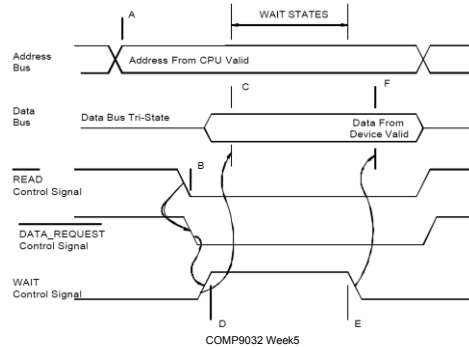 A
WAIT STATES
Address
Bus
Address From CPU Valid
C
F
Data
Bus
Data Bus Tri-State
Data From
Device Valid
B
READ
Control Signal
DATA_REQUEST
Control Signal
WAIT
Control Signal
D
E
COMP9032 Week5